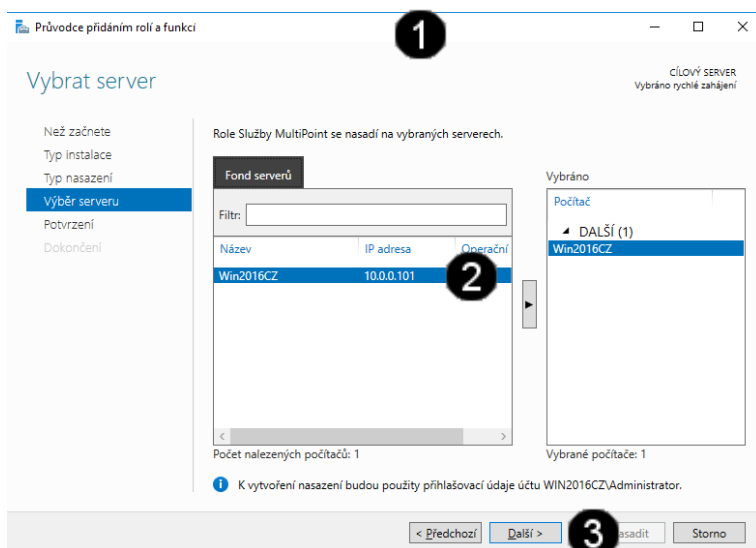 Průvodce přidáním rolí a funkcí
1
Vybrat server
CÍLOVÝ SERVER
Vybráno rychlé zahájení
Než začnete
Typ instalace
Typ nasazení
Výběr serveru
Potvrzení
Dokončení
Role Služby MultiPoint se nasadí na vybraných serverech.
Fond serverů
Filtr:
Název IP adresa Operační
Win2016CZ 10.0.0.101
2
Počet nalezených počítačů: 1
Vybráno
Počítač
DALŠÍ (1)
Win2016CZ
Vybrané počítače: 1
K vytvoření nasazení budou použity přihlašovací údaje účtu WIN2016CZ\Administrator.
< Předchozí Další > 3 Storno